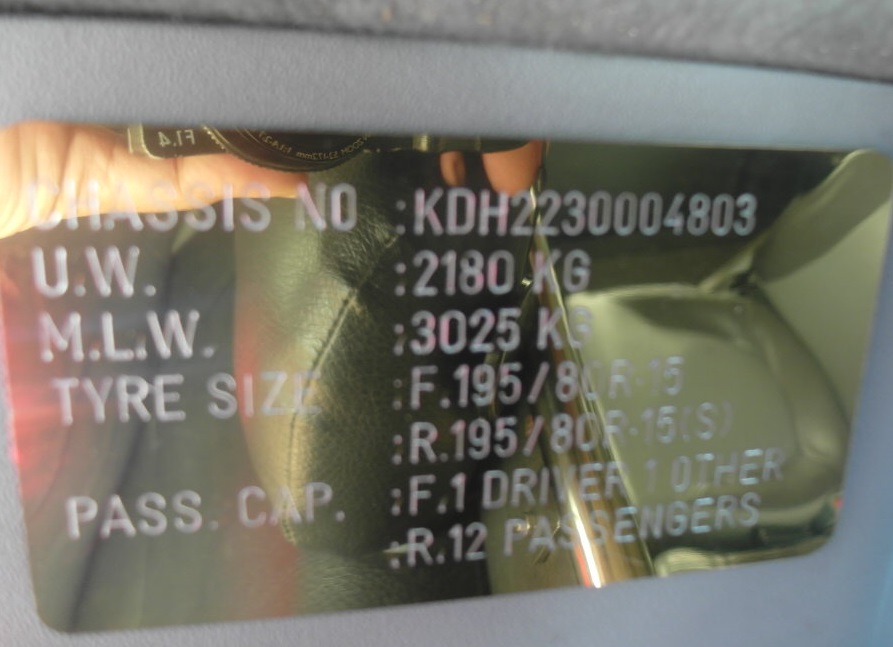 CHASSIS NO :KDH2230004803
U.W. :2180 KG
M.L.W. :3025 KG
TYRE SIZE :F.195/80R-15
:R.195/80R-15(S)
PASS. CAP. :F.1 DRIVER 1 OTHER
:R.12 PASSENGERS